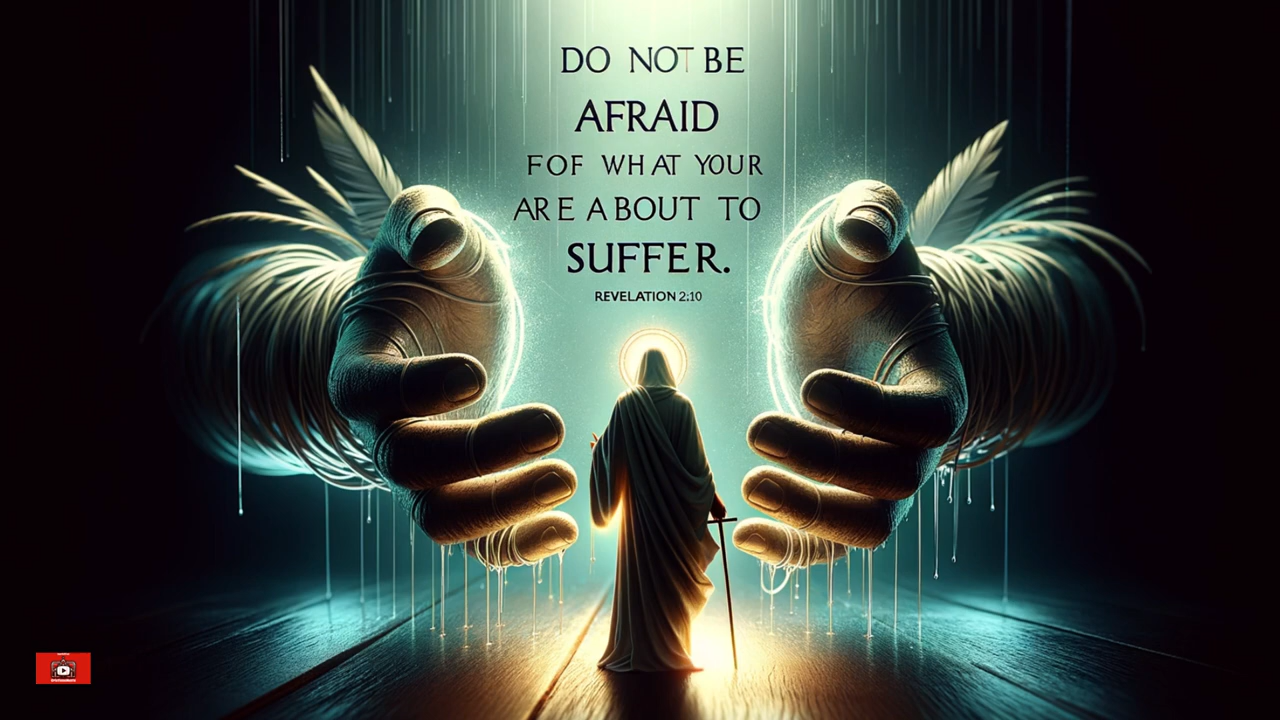 DO NOT BE
AFRAID
FOF WHAT YOUR
ARE ABOUT TO
SUFFER.
REVELATION 2:10